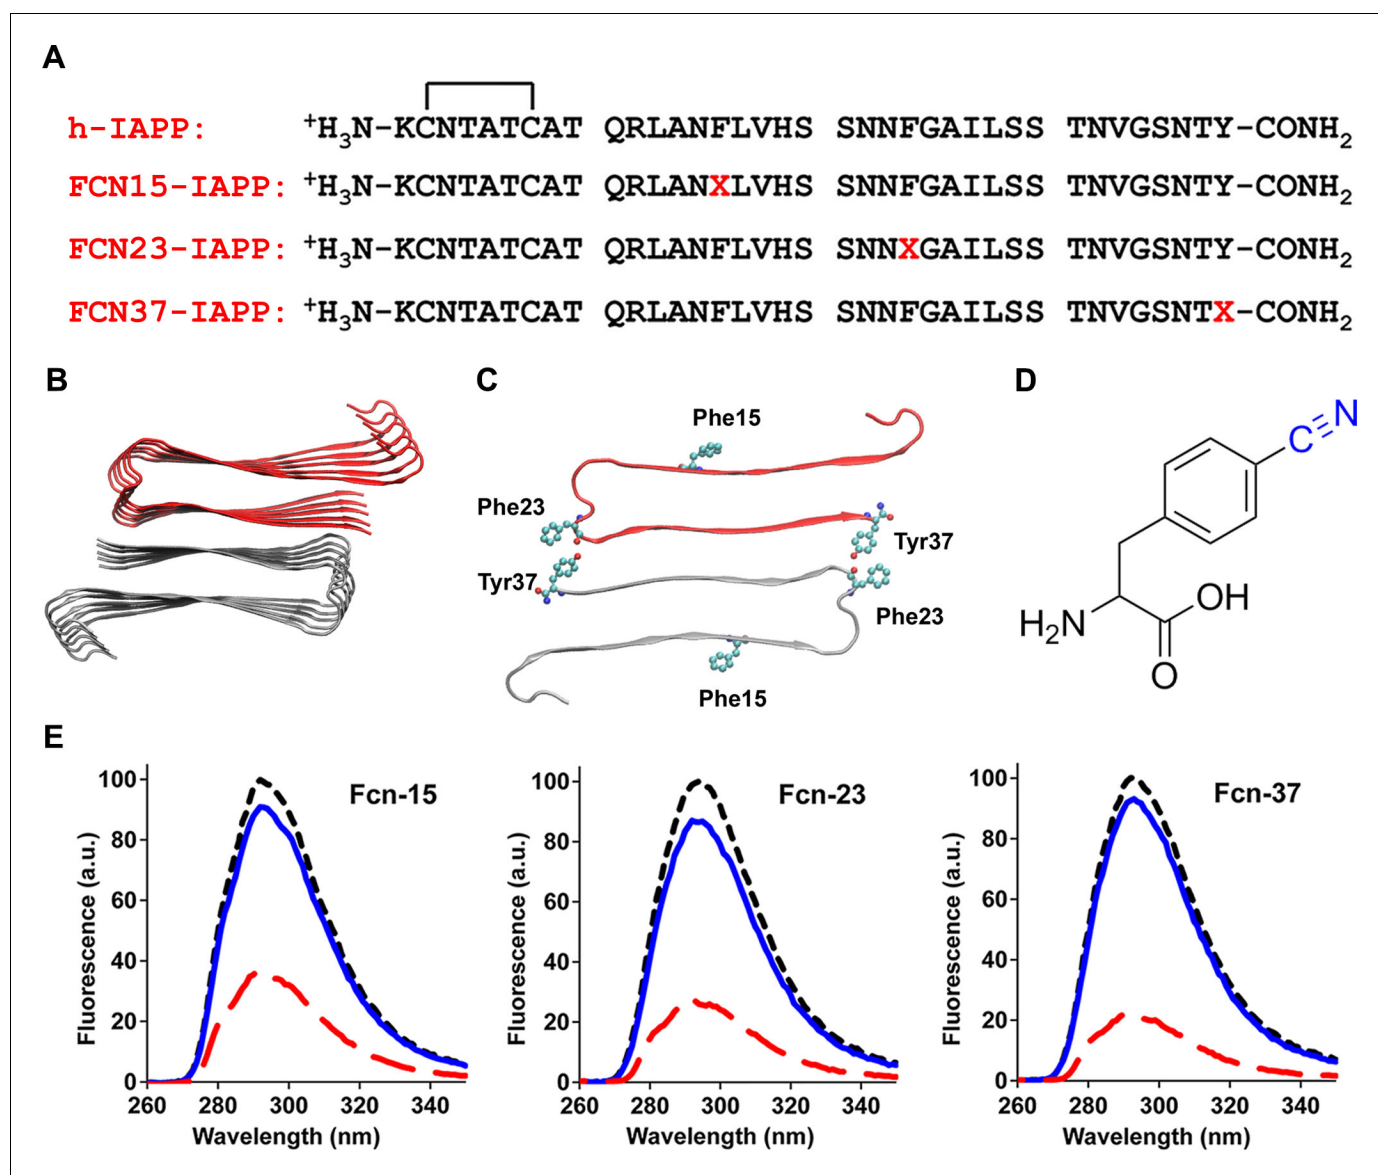 A
h-IAPP: +H3N-KCNTATCAT QRLANFLVHS SNNFGAILSS TNVGSNTY-CONH2
FCN15-IAPP: +H3N-KCNTATCAT QRLANXLVHS SNNFGAILSS TNVGSNTY-CONH2
FCN23-IAPP: +H3N-KCNTATCAT QRLANFLVHS SNNXGAILSS TNVGSNTY-CONH2
FCN37-IAPP: +H3N-KCNTATCAT QRLANFLVHS SNNFGAILSS TNVGSNTX-CONH2
B
C
Phe15
Phe23
Tyr37
Tyr37
Phe23
Phe15
D
C≡N
H2N
OH
O
E
Fcn-15
Fluorescence (a.u.)
100
80
60
40
20
0
260 280 300 320 340
Wavelength (nm)
Fcn-23
Fluorescence (a.u.)
100
80
60
40
20
0
260 280 300 320 340
Wavelength (nm)
Fcn-37
Fluorescence (a.u.)
100
80
60
40
20
0
260 280 300 320 340
Wavelength (nm)